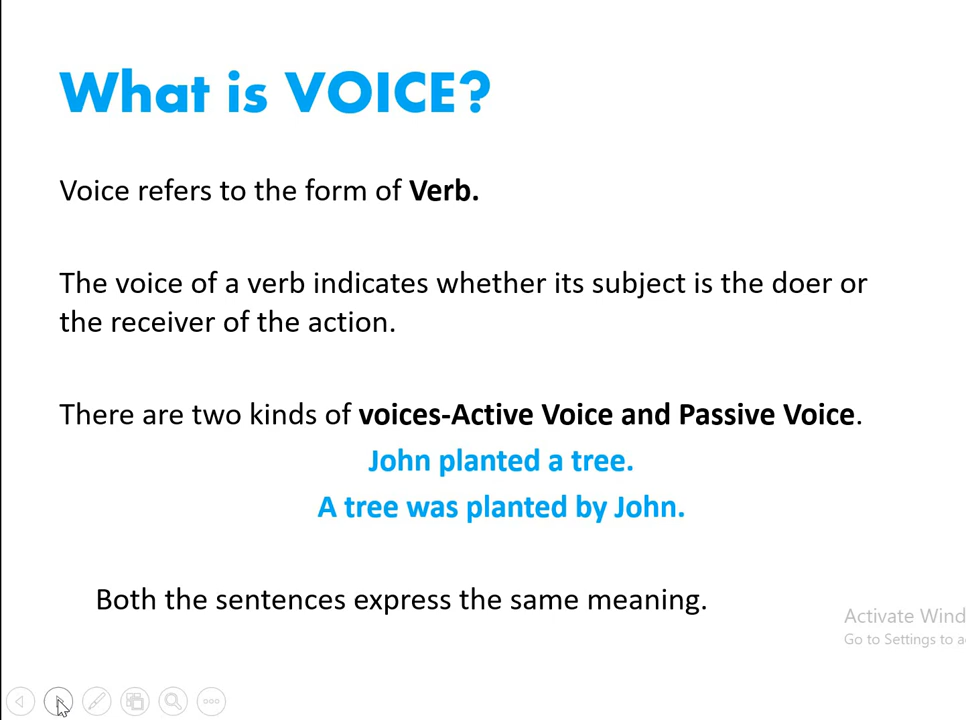 What is VOICE?
Voice refers to the form of Verb.
The voice of a verb indicates whether its subject is the doer or
the receiver of the action.
There are two kinds of voices-Active Voice and Passive Voice.
John planted a tree.
A tree was planted by John.
Both the sentences express the same meaning.
Activate Wind
Go to Settings to a